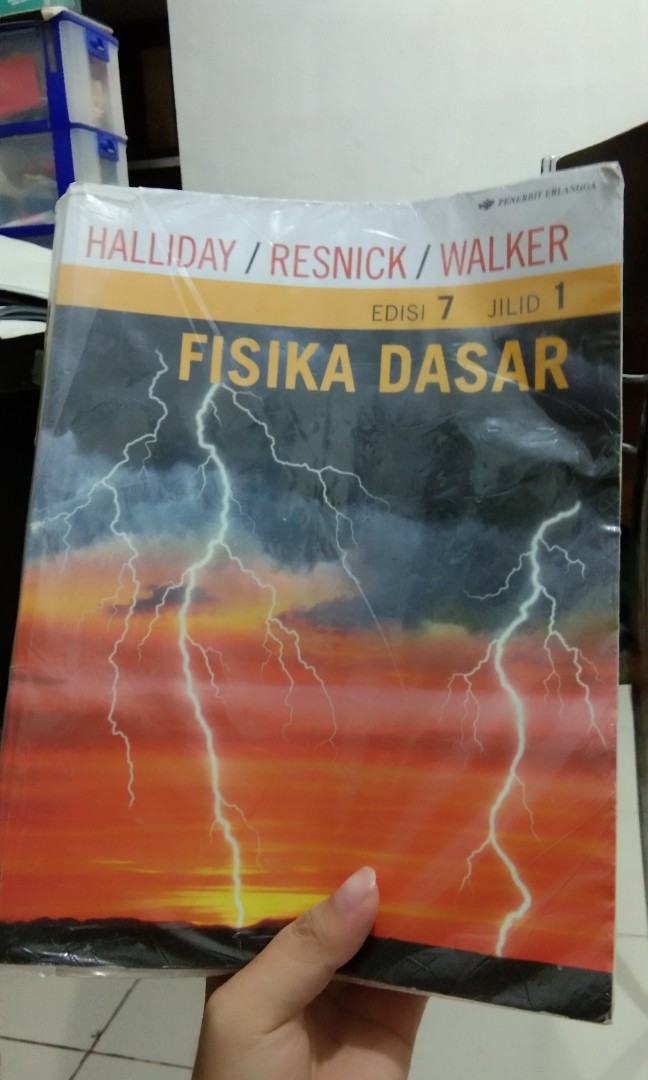 PENERBIT ERLANGGA
HALLIDAY / RESNICK / WALKER
EDISI 7 JILID 1
FISIKA DASAR